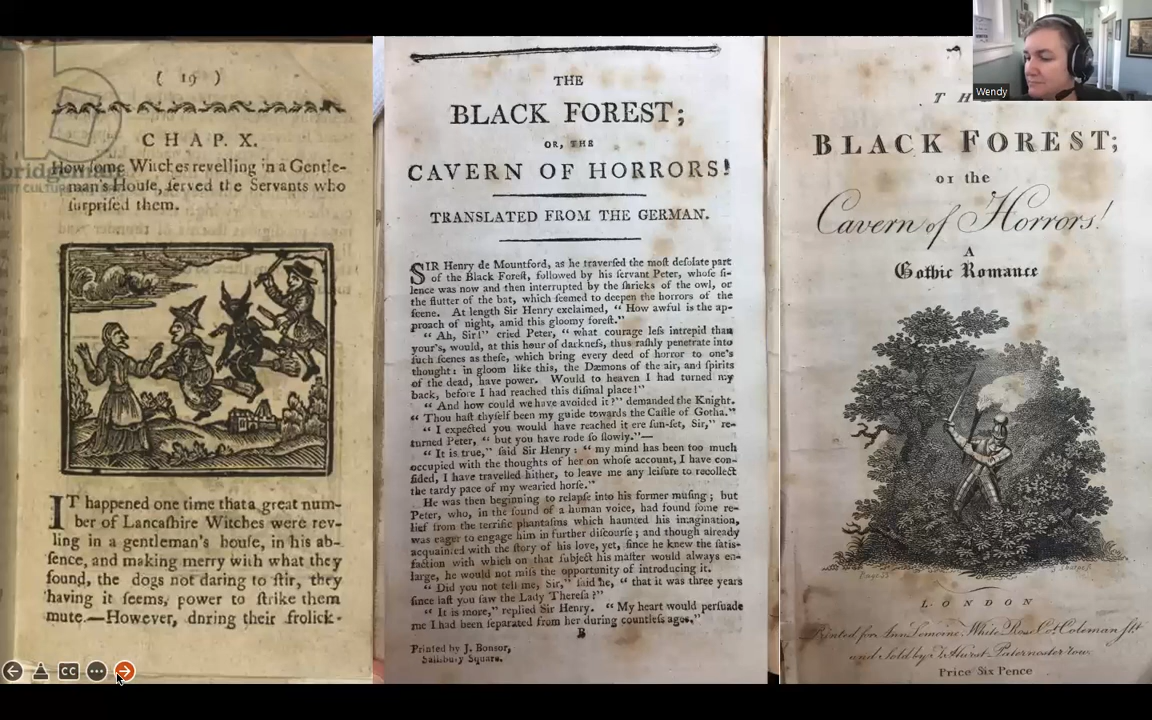 ( 19 )
CHAP. X.
How some Witches revelling in a Gentle-
man's House, served the Servants who
surprised them.
IT happened one time that a great num-
ber of Lancashire Witches were rev-
ling in a gentleman's house, in his ab-
sence, and making merry with what they
found, the dogs not daring to stir, they
having it seems, power to strike them
mute.—However, dnring their frolick-
CC
THE
BLACK FOREST;
OR, THE
CAVERN OF HORRORS!
TRANSLATED FROM THE GERMAN.
SIR Henry de Mountford, as he traversed the most desolate part
of the Black Forest, followed by his servant Peter, whose si-
lence was now and then interrupted by the shrieks of the owl, or
the flutter of the bat, which seemed to deepen the horrors of the
scene. At length Sir Henry exclaimed, “ How awful is the ap-
proach of night, amid this gloomy forest.”
“ Ah, Sir!” cried Peter, “ what courage less intrepid than
your's, would, at this hour of darkness, thus rashly penetrate into
such scenes as these, which bring every deed of horror to one's
thought: in gloom like this, the Dæmons of the air, and spirits
of the dead, have power. Would to heaven I had turned my
back, before I had reached this dismal place!”
“ And how could we have avoided it?” demanded the Knight.
“ Thou hast thyself been my guide towards the Castle of Gotha.”
“ I expected you would have reached it ere sun-set, Sir,” re-
turned Peter, “ but you have rode so slowly.”—
“ It is true,” said Sir Henry: “ my mind has been too much
occupied with the thoughts of her on whose account, I have con-
fided, I have travelled hither, to leave me any leisure to recollect
the tardy pace of my wearied horse.”
He was then beginning to relapse into his former musing; but
Peter, who, in the sound of a human voice, had found some re-
lief from the terrific phantasms which haunted his imagination,
was eager to engage him in further discourse; and though already
acquainted with the story of his love, yet, since he knew the satis-
faction with which on that subject his master would always en-
large, he would not miss the opportunity of introducing it.
“ Did you not tell me, Sir,” said he, “ that it was three years
since last you saw the Lady Theresa?”
“ It is more,” replied Sir Henry. “ My heart would persuade
me I had been separated from her during countless ages,”
B
Printed by J. Bonsor,
Salisbury Square.
Wendy
TH
BLACK FOREST;
or the
Cavern of Horrors!
A
Gothic Romance
LONDON
Printed for Ann Lemoine, White Rose Ct. Coleman Strt.
and Sold by T. Hurst Paternoster row.
Price Six Pence